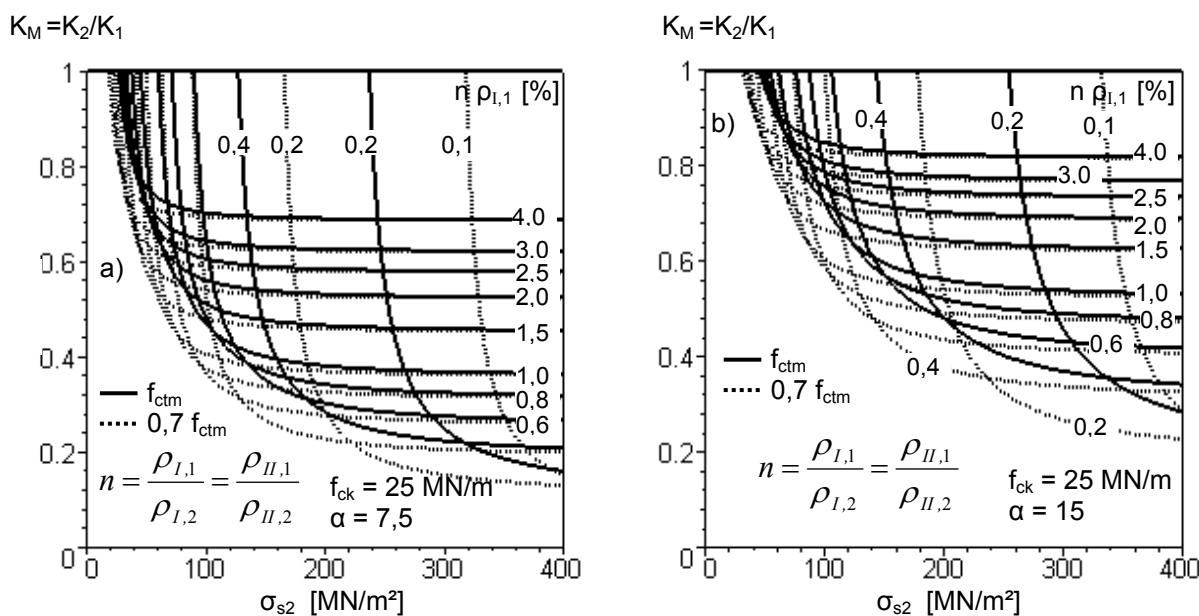 K_M =K_2/K_1
1
n ρ_I,1 [%]
0,4
0,2
0,2
0,1
0.8
4.0
a)
3.0
0.6
2.5
2.0
1,5
0.4
1,0
f_ctm
0,8
0,7 f_ctm
0.6
0.2
n = ρ_I,1 / ρ_I,2 = ρ_II,1 / ρ_II,2
f_ck = 25 MN/m
α = 7,5
0
0 100 200 300 400
σ_s2 [MN/m²]
K_M =K_2/K_1
1
n ρ_I,1 [%]
b)
0,4
0,2
0,1
4.0
0.8
3.0
2.5
2.0
1.5
0.6
1,0
0,8
0,6
0.4
0,4
f_ctm
0,7 f_ctm
0,2
0.2
n = ρ_I,1 / ρ_I,2 = ρ_II,1 / ρ_II,2
f_ck = 25 MN/m
α = 15
0
0 100 200 300 400
σ_s2 [MN/m²]